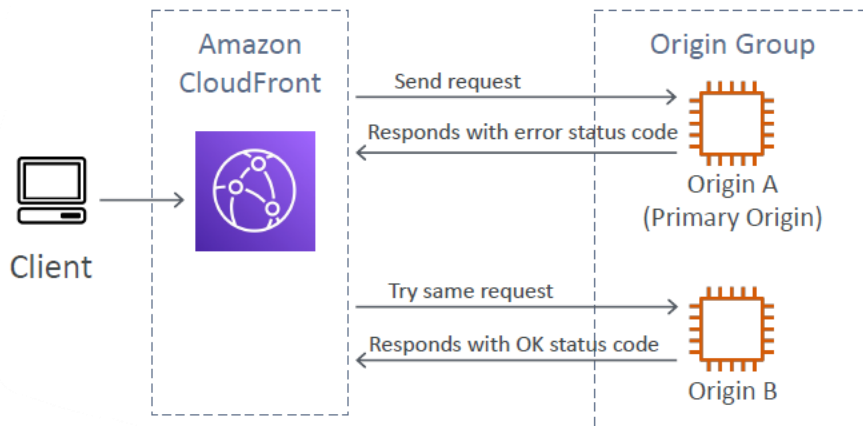 Amazon
CloudFront
Origin Group
Send request
Responds with error status code
Origin A
(Primary Origin)
Client
Try same request
Responds with OK status code
Origin B